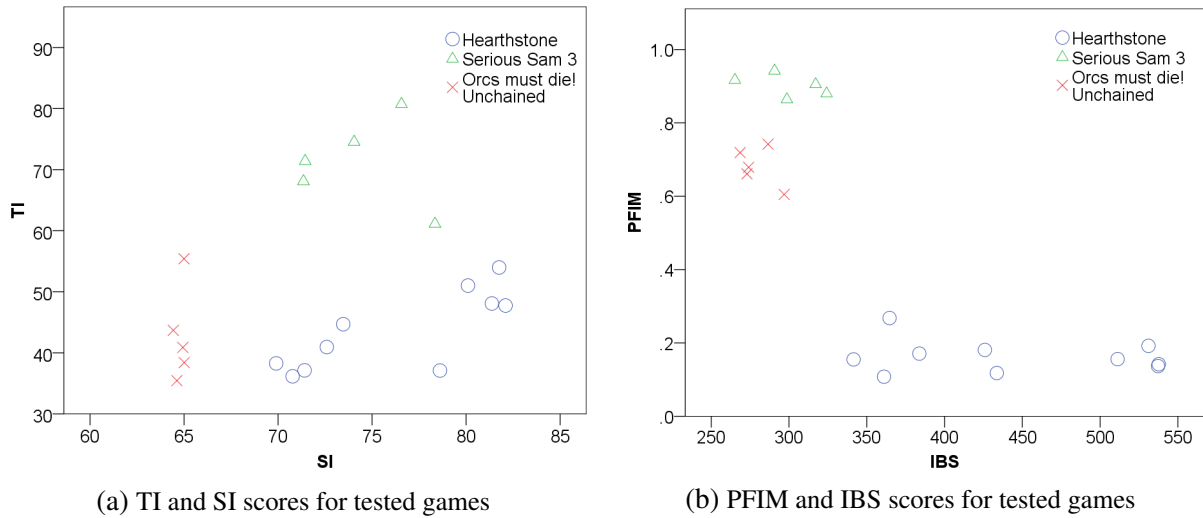 90
80
70
60
50
40
30
TI
60
65
70
75
80
85
SI
Hearthstone
Serious Sam 3
Orcs must die!
Unchained
(a) TI and SI scores for tested games
1.0
.8
.6
.4
.2
.0
PFIM
250
300
350
400
450
500
550
IBS
Hearthstone
Serious Sam 3
Orcs must die!
Unchained
(b) PFIM and IBS scores for tested games